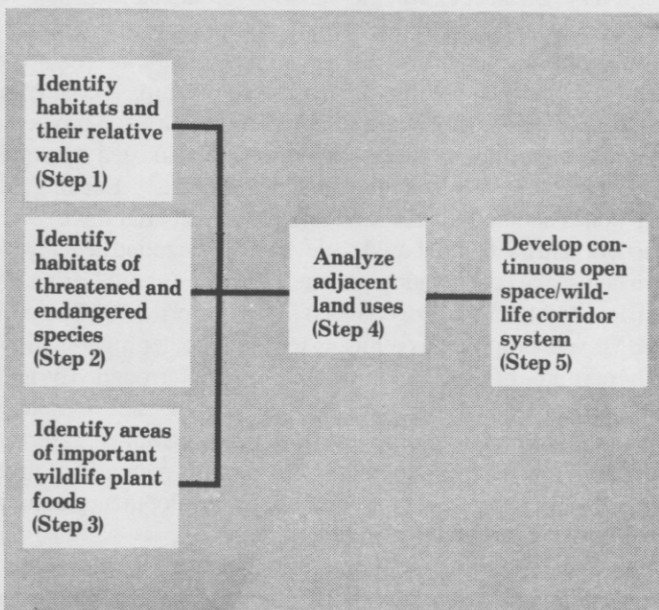 Identify
habitats and
their relative
value
(Step 1)
Identify
habitats of
threatened and
endangered
species
(Step 2)
Identify areas
of important
wildlife plant
foods
(Step 3)
Analyze
adjacent
land uses
(Step 4)
Develop con-
tinuous open
space/wild-
life corridor
system
(Step 5)